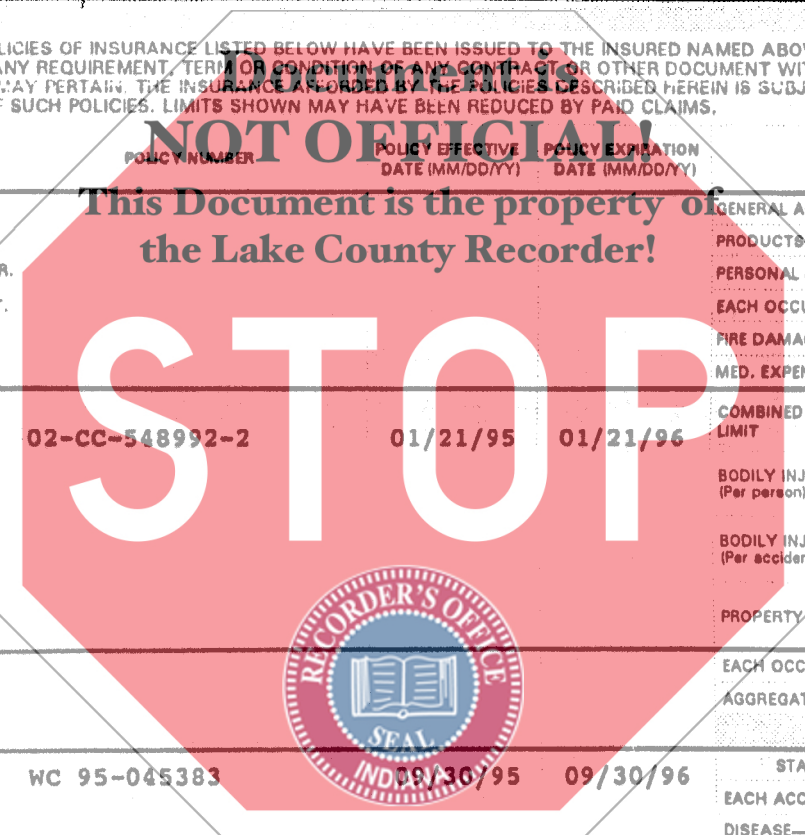 LICIES OF INSURANCE LISTED BELOW HAVE BEEN ISSUED TO THE INSURED NAMED ABO
ANY REQUIREMENT, TERM OR CONDITION OF ANY CONTRACT OR OTHER DOCUMENT WIT
MAY PERTAIN. THE INSURANCE AFFORDED BY THE POLICIES DESCRIBED HEREIN IS SUBJ
F SUCH POLICIES. LIMITS SHOWN MAY HAVE BEEN REDUCED BY PAID CLAIMS.
Document is
NOT OFFICIAL!
This Document is the property of
the Lake County Recorder!
POLICY NUMBER
POLICY EFFECTIVE
DATE (MM/DD/YY)
POLICY EXPIRATION
DATE (MM/DD/YY)
GENERAL A
PRODUCTS
R.
PERSONAL
T.
EACH OCCU
FIRE DAMAG
MED. EXPEN
STOP
02-CC-548992-2 01/21/95 01/21/96
COMBINED
LIMIT
BODILY INJ
(Per person)
BODILY INJ
(Per acciden
PROPERTY
RECORDER'S OFFICE
SEAL
INDIANA
EACH OCC
AGGREGAT
WC 95-045383 09/30/95 09/30/96
STA
EACH ACC
DISEASE—